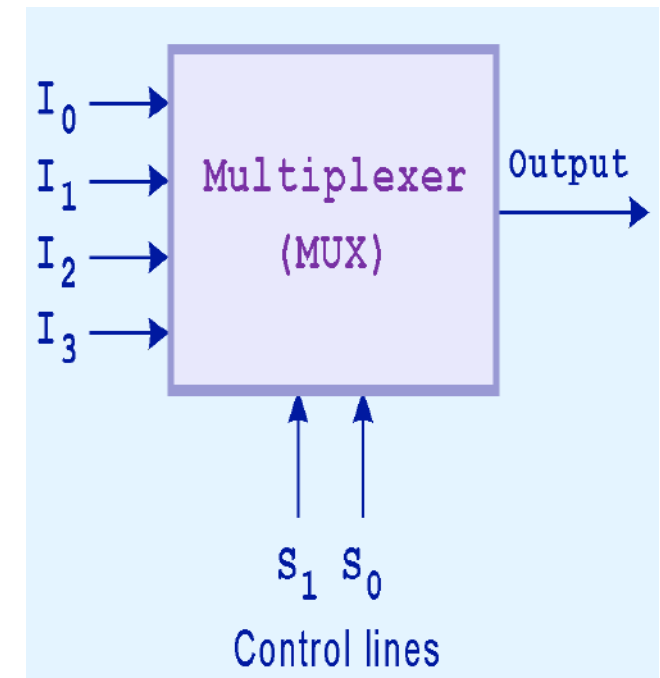 I0
I1
I2
I3
Multiplexer
(MUX)
Output
S1 S0
Control lines